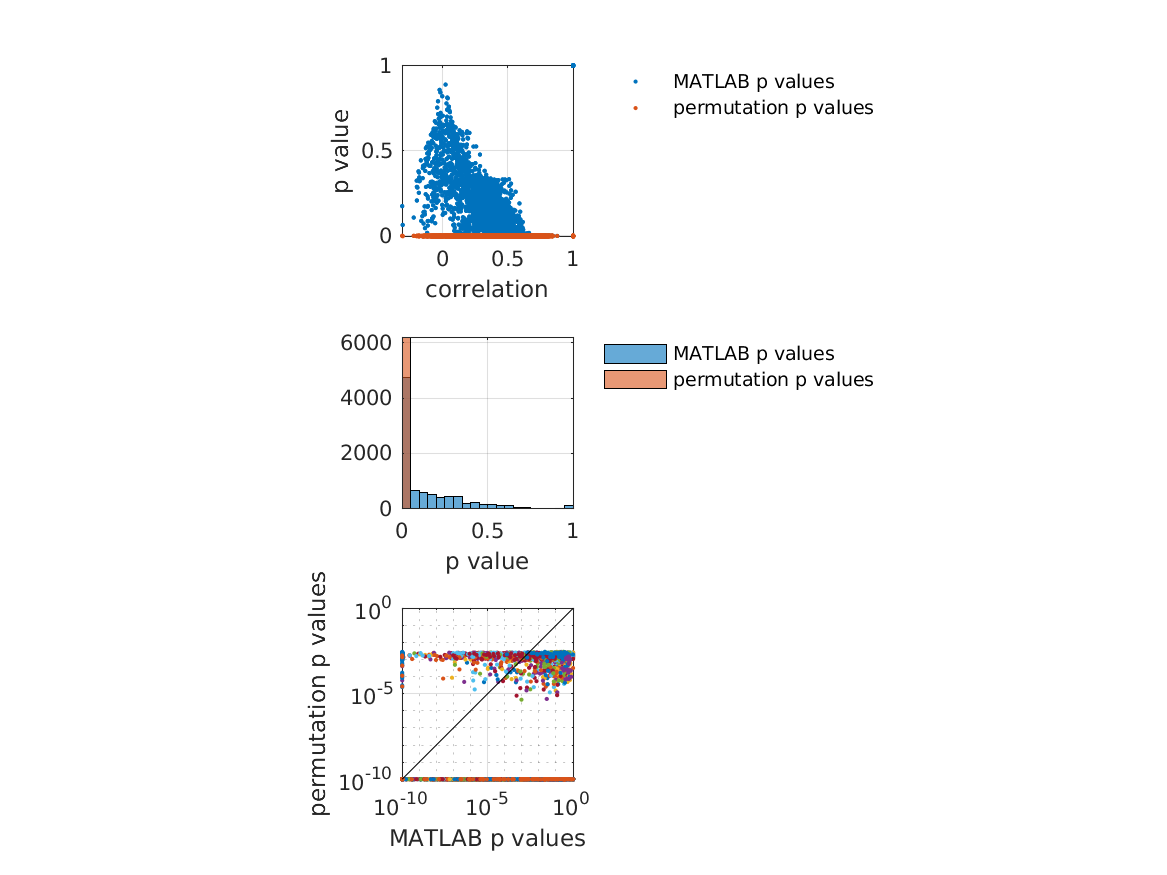 1
0.5
0
p value
0
0.5
1
correlation
MATLAB p values
permutation p values
6000
4000
2000
0
0
0.5
1
p value
MATLAB p values
permutation p values
10^0
10^-5
10^-10
permutation p values
10^-10
10^-5
10^0
MATLAB p values